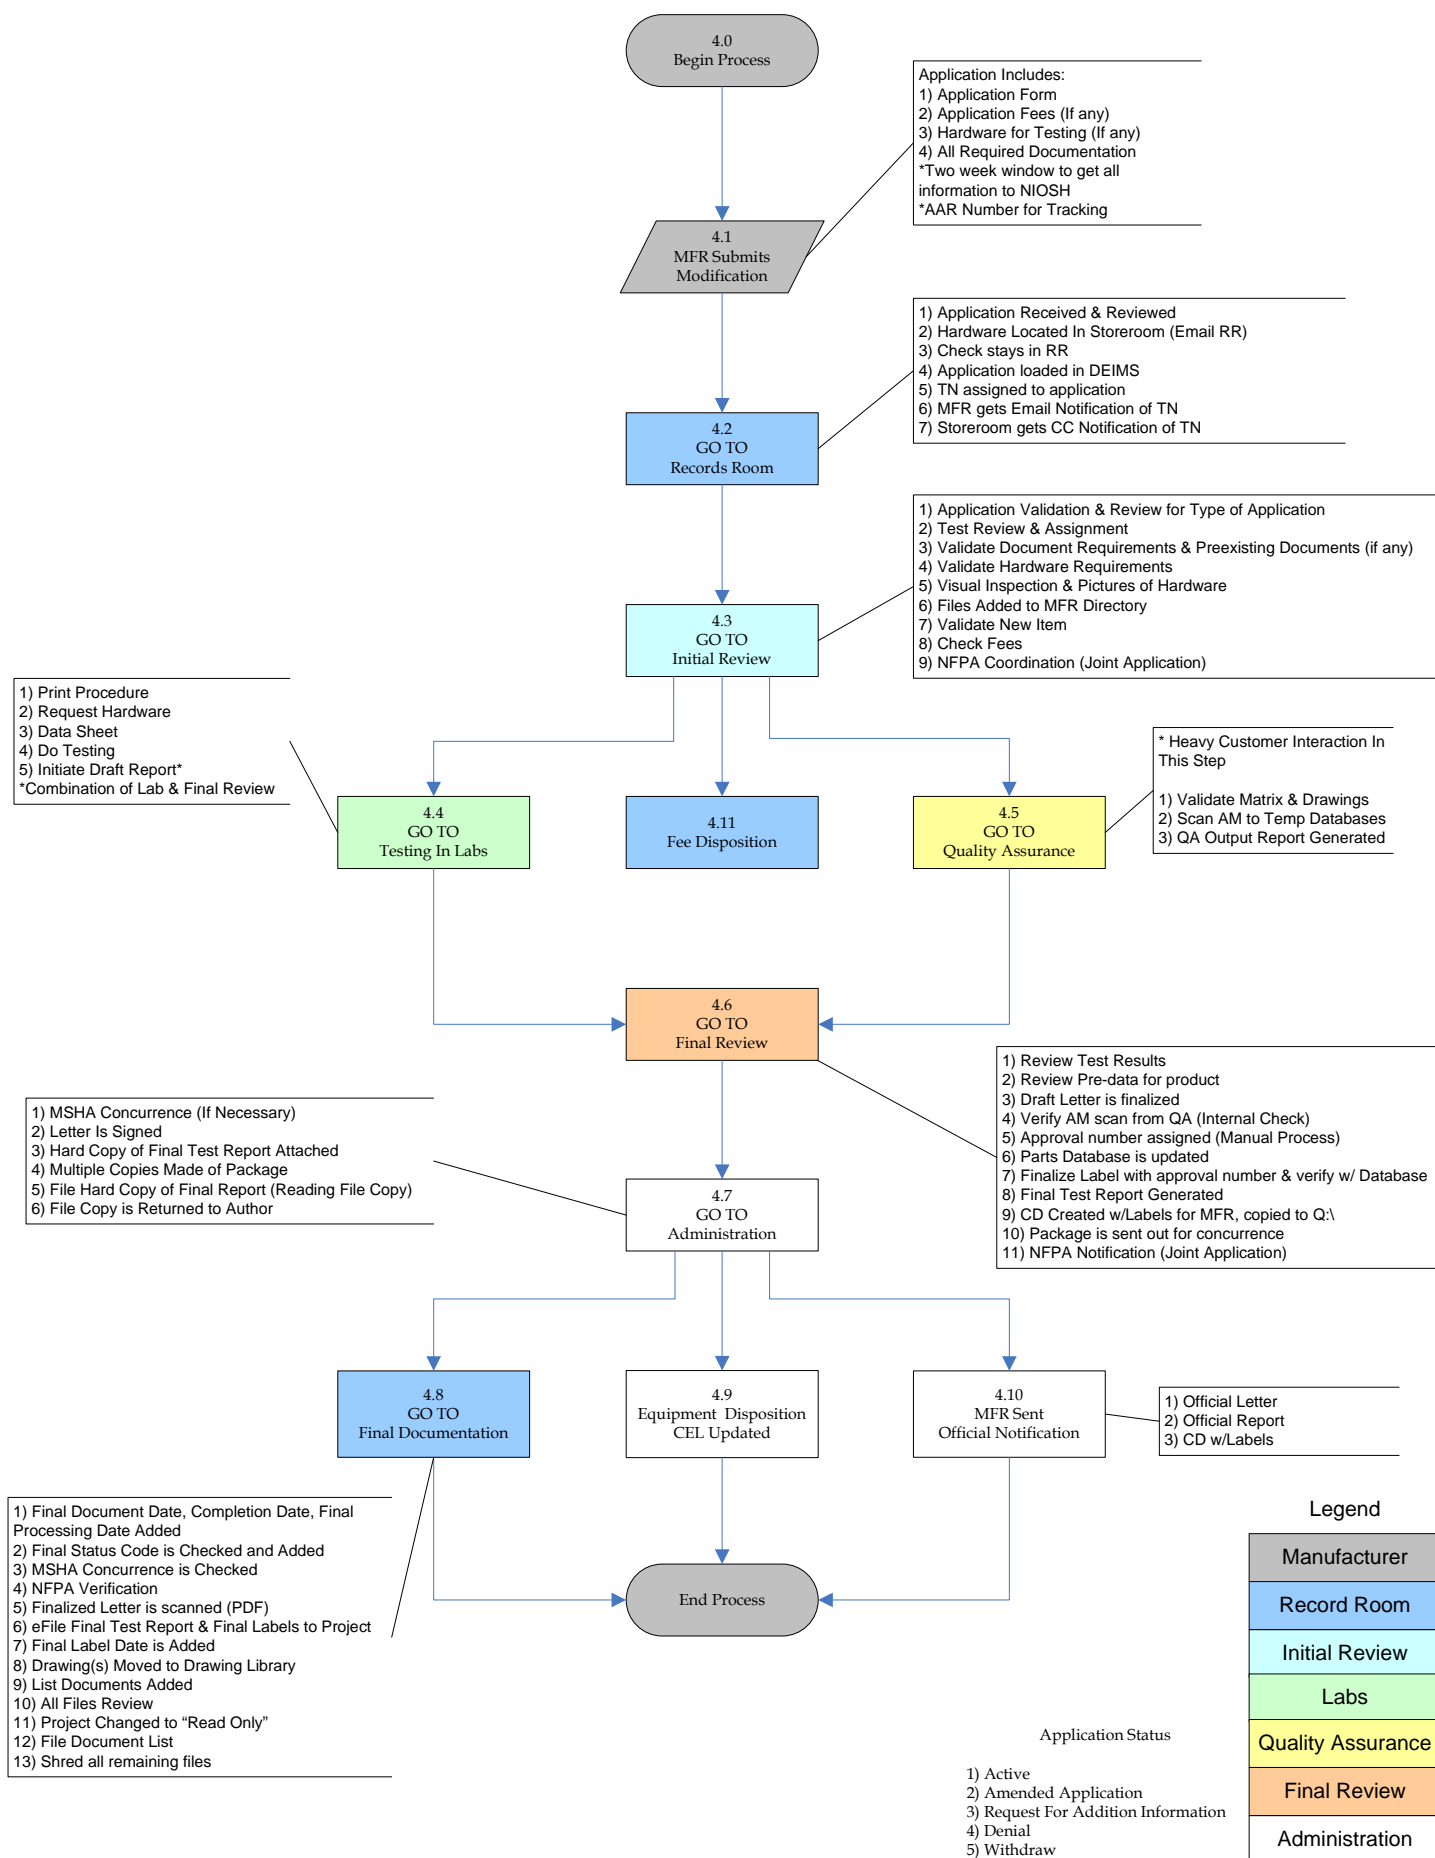 4.0
Begin Process
Application Includes:
1) Application Form
2) Application Fees (If any)
3) Hardware for Testing (If any)
4) All Required Documentation
*Two week window to get all
information to NIOSH
*AAR Number for Tracking
4.1
MFR Submits
Modification
1) Application Received & Reviewed
2) Hardware Located In Storeroom (Email RR)
3) Check stays in RR
4) Application loaded in DEIMS
5) TN assigned to application
6) MFR gets Email Notification of TN
7) Storeroom gets CC Notification of TN
4.2
GO TO
Records Room
1) Application Validation & Review for Type of Application
2) Test Review & Assignment
3) Validate Document Requirements & Preexisting Documents (if any)
4) Validate Hardware Requirements
5) Visual Inspection & Pictures of Hardware
6) Files Added to MFR Directory
7) Validate New Item
8) Check Fees
9) NFPA Coordination (Joint Application)
4.3
GO TO
Initial Review
1) Print Procedure
2) Request Hardware
3) Data Sheet
4) Do Testing
5) Initiate Draft Report*
*Combination of Lab & Final Review
4.4
GO TO
Testing In Labs
4.11
Fee Disposition
4.5
GO TO
Quality Assurance
* Heavy Customer Interaction In
This Step
1) Validate Matrix & Drawings
2) Scan AM to Temp Databases
3) QA Output Report Generated
4.6
GO TO
Final Review
1) Review Test Results
2) Review Pre-data for product
3) Draft Letter is finalized
4) Verify AM scan from QA (Internal Check)
5) Approval number assigned (Manual Process)
6) Parts Database is updated
7) Finalize Label with approval number & verify w/ Database
8) Final Test Report Generated
9) CD Created w/Labels for MFR, copied to Q:\
10) Package is sent out for concurrence
11) NFPA Notification (Joint Application)
1) MSHA Concurrence (If Necessary)
2) Letter Is Signed
3) Hard Copy of Final Test Report Attached
4) Multiple Copies Made of Package
5) File Hard Copy of Final Report (Reading File Copy)
6) File Copy is Returned to Author
4.7
GO TO
Administration
4.8
GO TO
Final Documentation
4.9
Equipment Disposition
CEL Updated
4.10
MFR Sent
Official Notification
1) Official Letter
2) Official Report
3) CD w/Labels
1) Final Document Date, Completion Date, Final
Processing Date Added
2) Final Status Code is Checked and Added
3) MSHA Concurrence is Checked
4) NFPA Verification
5) Finalized Letter is scanned (PDF)
6) eFile Final Test Report & Final Labels to Project
7) Final Label Date is Added
8) Drawing(s) Moved to Drawing Library
9) List Documents Added
10) All Files Review
11) Project Changed to “Read Only”
12) File Document List
13) Shred all remaining files
End Process
Legend
Manufacturer
Record Room
Initial Review
Labs
Quality Assurance
Final Review
Administration
Application Status
1) Active
2) Amended Application
3) Request For Addition Information
4) Denial
5) Withdraw